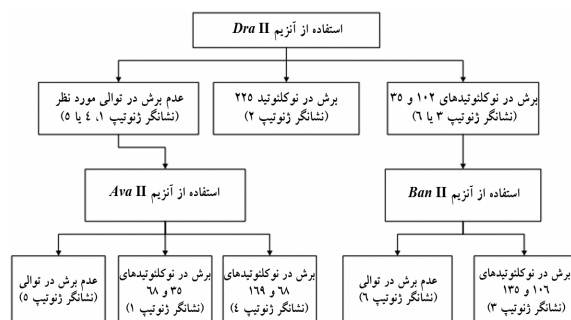 استفاده از آنزیم Dra II
برش در نوکلئوتیدهای ۱۰۲ و ۳۵
(نشانگر ژنوتیپ ۳ یا ٦)
برش در نوکلئوتید ۲۲۵
(نشانگر ژنوتیپ ۲)
عدم برش در توالی مورد نظر
(نشانگر ژنوتیپ ۱، ٤ یا ۵)
استفاده از آنزیم Ban II
استفاده از آنزیم Ava II
برش در نوکلئوتیدهای
۱۰٦ و ۱۳۵
(نشانگر ژنوتیپ ۳)
عدم برش در توالی
(نشانگر ژنوتیپ ٦)
برش در نوکلئوتیدهای
٦۸ و ۱٦۹
(نشانگر ژنوتیپ ٤)
برش در نوکلئوتیدهای
۳۵ و ٦۸
(نشانگر ژنوتیپ ۱)
عدم برش در توالی
(نشانگر ژنوتیپ ۵)